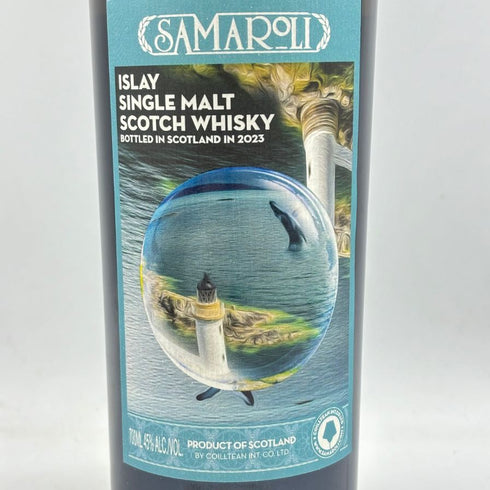 SAMAROLI
ISLAY
SINGLE MALT
SCOTCH WHISKY
BOTTLED IN SCOTLAND IN 2023
700ML 45% ALC./VOL.
PRODUCT OF SCOTLAND
BY COILLTEAN INT. CO. LTD